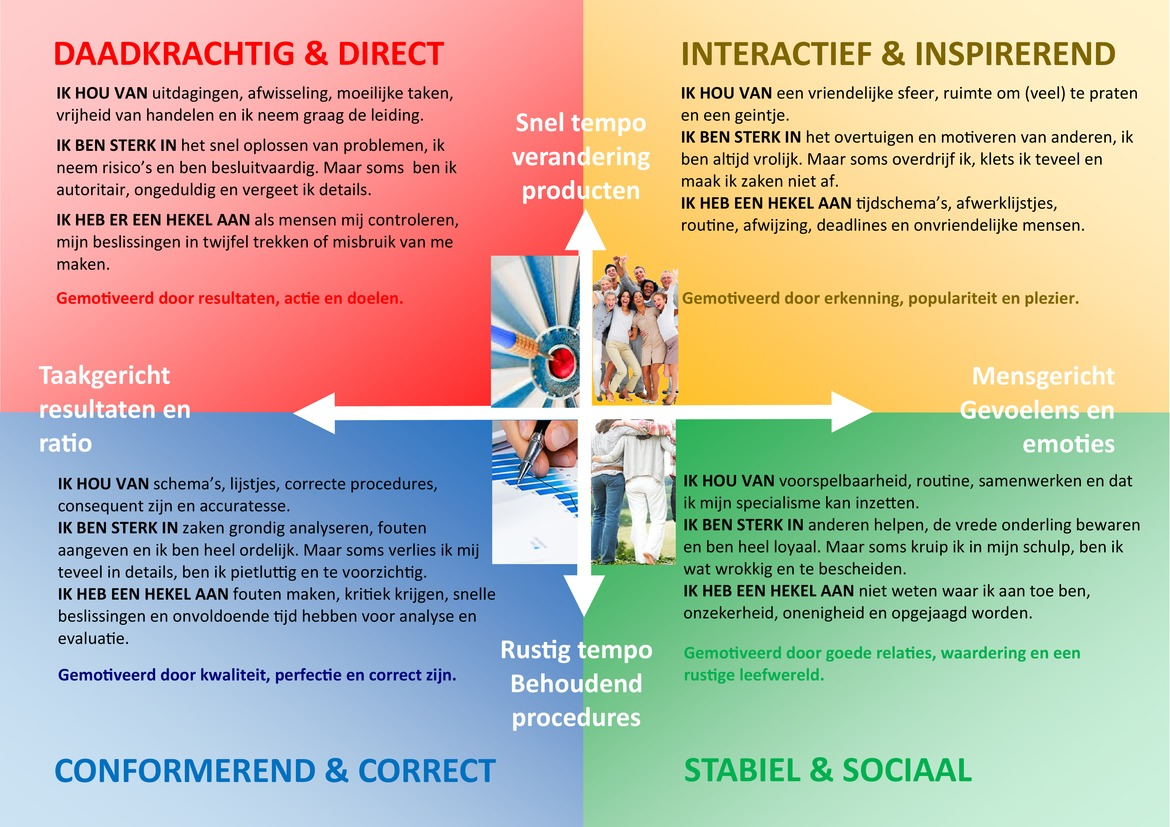 DAADKRACHTIG & DIRECT
IK HOU VAN uitdagingen, afwisseling, moeilijke taken,
vrijheid van handelen en ik neem graag de leiding.
IK BEN STERK IN het snel oplossen van problemen, ik
neem risico’s en ben besluitvaardig. Maar soms  ben ik
autoritair, ongeduldig en vergeet ik details.
IK HEB ER EEN HEKEL AAN als mensen mij controleren,
mijn beslissingen in twijfel trekken of misbruik van me
maken.
Gemotiveerd door resultaten, actie en doelen.
Snel tempo
verandering
producten
INTERACTIEF & INSPIREREND
IK HOU VAN een vriendelijke sfeer, ruimte om (veel) te praten
en een geintje.
IK BEN STERK IN het overtuigen en motiveren van anderen, ik
ben altijd vrolijk. Maar soms overdrijf ik, klets ik teveel en
maak ik zaken niet af.
IK HEB EEN HEKEL AAN tijdschema’s, afwerklijstjes,
routine, afwijzing, deadlines en onvriendelijke mensen.
Gemotiveerd door erkenning, populariteit en plezier.
Taakgericht
resultaten en
ratio
Mensgericht
Gevoelens en
emoties
IK HOU VAN schema’s, lijstjes, correcte procedures,
consequent zijn en accuratesse.
IK BEN STERK IN zaken grondig analyseren, fouten
aangeven en ik ben heel ordelijk. Maar soms verlies ik mij
teveel in details, ben ik pietluttig en te voorzichtig.
IK HEB EEN HEKEL AAN fouten maken, kritiek krijgen, snelle
beslissingen en onvoldoende tijd hebben voor analyse en
evaluatie.
Gemotiveerd door kwaliteit, perfectie en correct zijn.
CONFORMEREND & CORRECT
Rustig tempo
Behoudend
procedures
IK HOU VAN voorspelbaarheid, routine, samenwerken en dat
ik mijn specialisme kan inzetten.
IK BEN STERK IN anderen helpen, de vrede onderling bewaren
en ben heel loyaal. Maar soms kruip ik in mijn schulp, ben ik
wat wrokkig en te bescheiden.
IK HEB EEN HEKEL AAN niet weten waar ik aan toe ben,
onzekerheid, onenigheid en opgejaagd worden.
Gemotiveerd door goede relaties, waardering en een
rustige leefwereld.
STABIEL & SOCIAAL